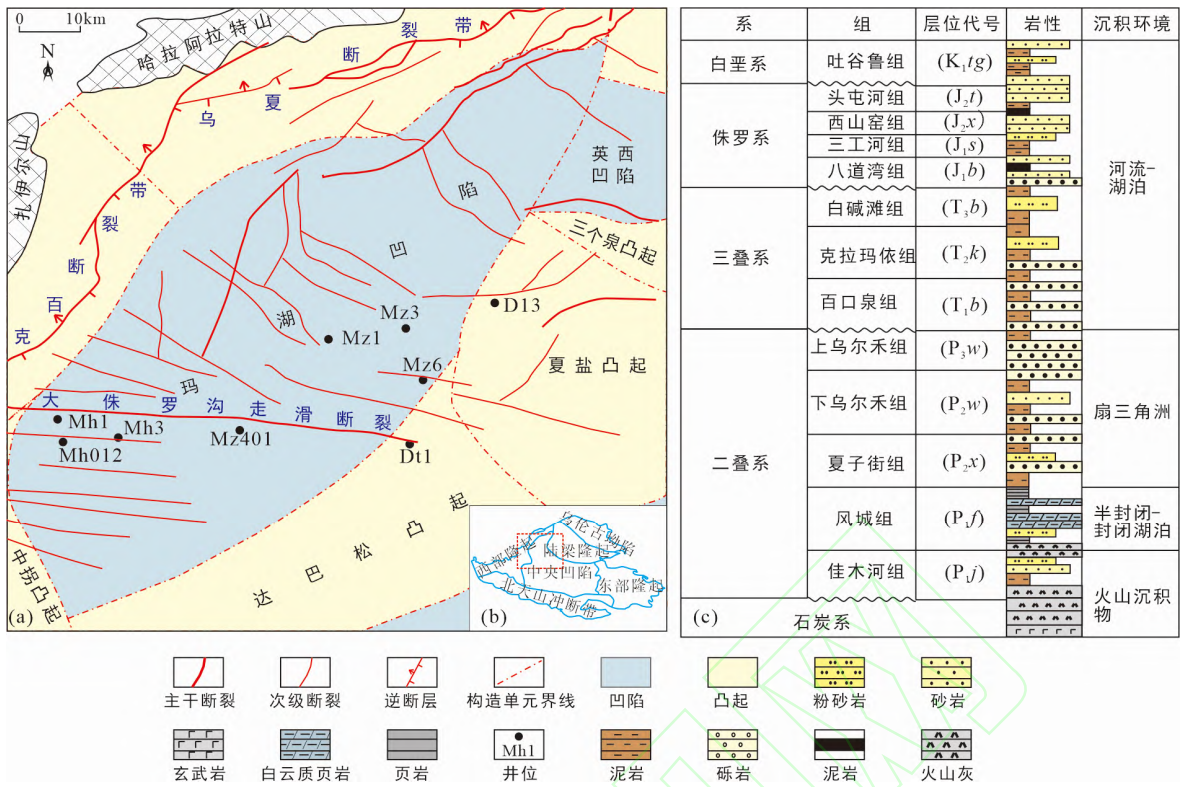 0 10km
N
哈拉阿拉特山
扎伊尔山
乌夏断裂带
克百断裂带
英西
凹陷
三个泉凸起
玛湖凹陷
D13
Mz3
Mz1
Mz6
夏盐凸起
大侏罗沟走滑断裂
Mh1
Mh3
Mz401
Mh012
Dt1
达巴松凸起
中拐凸起
(a)
乌伦古坳陷
西部隆起
陆梁隆起
中央凹陷
东部隆起
北天山冲断带
(b)
系 组 层位代号 岩性 沉积环境
白垩系 吐谷鲁组 (K₁tg)
侏罗系
头屯河组 (J₂t)
西山窑组 (J₂x)
三工河组 (J₁s)
八道湾组 (J₁b)
河流-
湖泊
三叠系
白碱滩组 (T₃b)
克拉玛依组 (T₂k)
百口泉组 (T₁b)
二叠系
上乌尔禾组 (P₃w)
下乌尔禾组 (P₂w)
扇三角洲
夏子街组 (P₂x)
风城组 (P₁f)
半封闭-
封闭湖泊
佳木河组 (P₁j)
火山沉积
物
(c) 石炭系
主干断裂 次级断裂 逆断层 构造单元界线 凹陷 凸起 粉砂岩 砂岩
Mh1
玄武岩 白云质页岩 页岩 井位 泥岩 砾岩 泥岩 火山灰